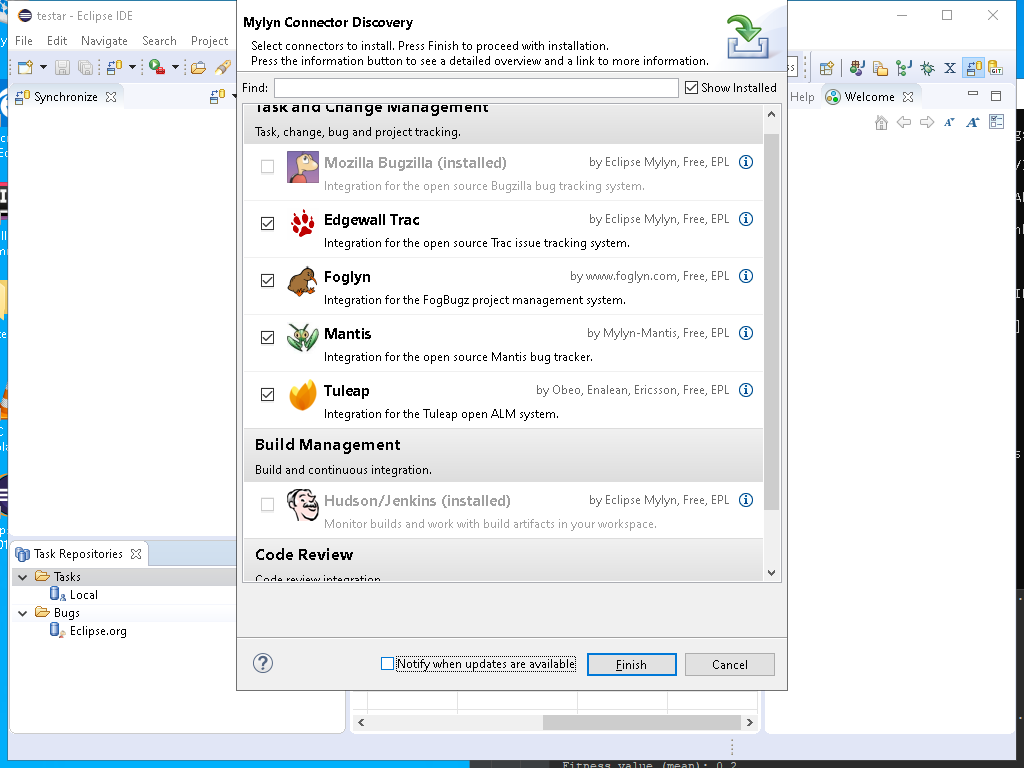 testar - Eclipse IDE
File Edit Navigate Search Project
Help
Synchronize
Welcome
Mylyn Connector Discovery
Select connectors to install. Press Finish to proceed with installation.
Press the information button to see a detailed overview and a link to more information.
Find:
Show Installed
Task and Change Management
Task, change, bug and project tracking.
Mozilla Bugzilla (installed)
by Eclipse Mylyn, Free, EPL
Integration for the open source Bugzilla bug tracking system.
Edgewall Trac
by Eclipse Mylyn, Free, EPL
Integration for the open source Trac issue tracking system.
Foglyn
by www.foglyn.com, Free, EPL
Integration for the FogBugz project management system.
Mantis
by Mylyn-Mantis, Free, EPL
Integration for the open source Mantis bug tracker.
Tuleap
by Obeo, Enalean, Ericsson, Free, EPL
Integration for the Tuleap open ALM system.
Build Management
Build and continuous integration.
Hudson/Jenkins (installed)
by Eclipse Mylyn, Free, EPL
Monitor builds and work with build artifacts in your workspace.
Code Review
Code review integration
Notify when updates are available
Finish
Cancel
Task Repositories
Tasks
Local
Bugs
Eclipse.org
Fitness value (mean): 0.2